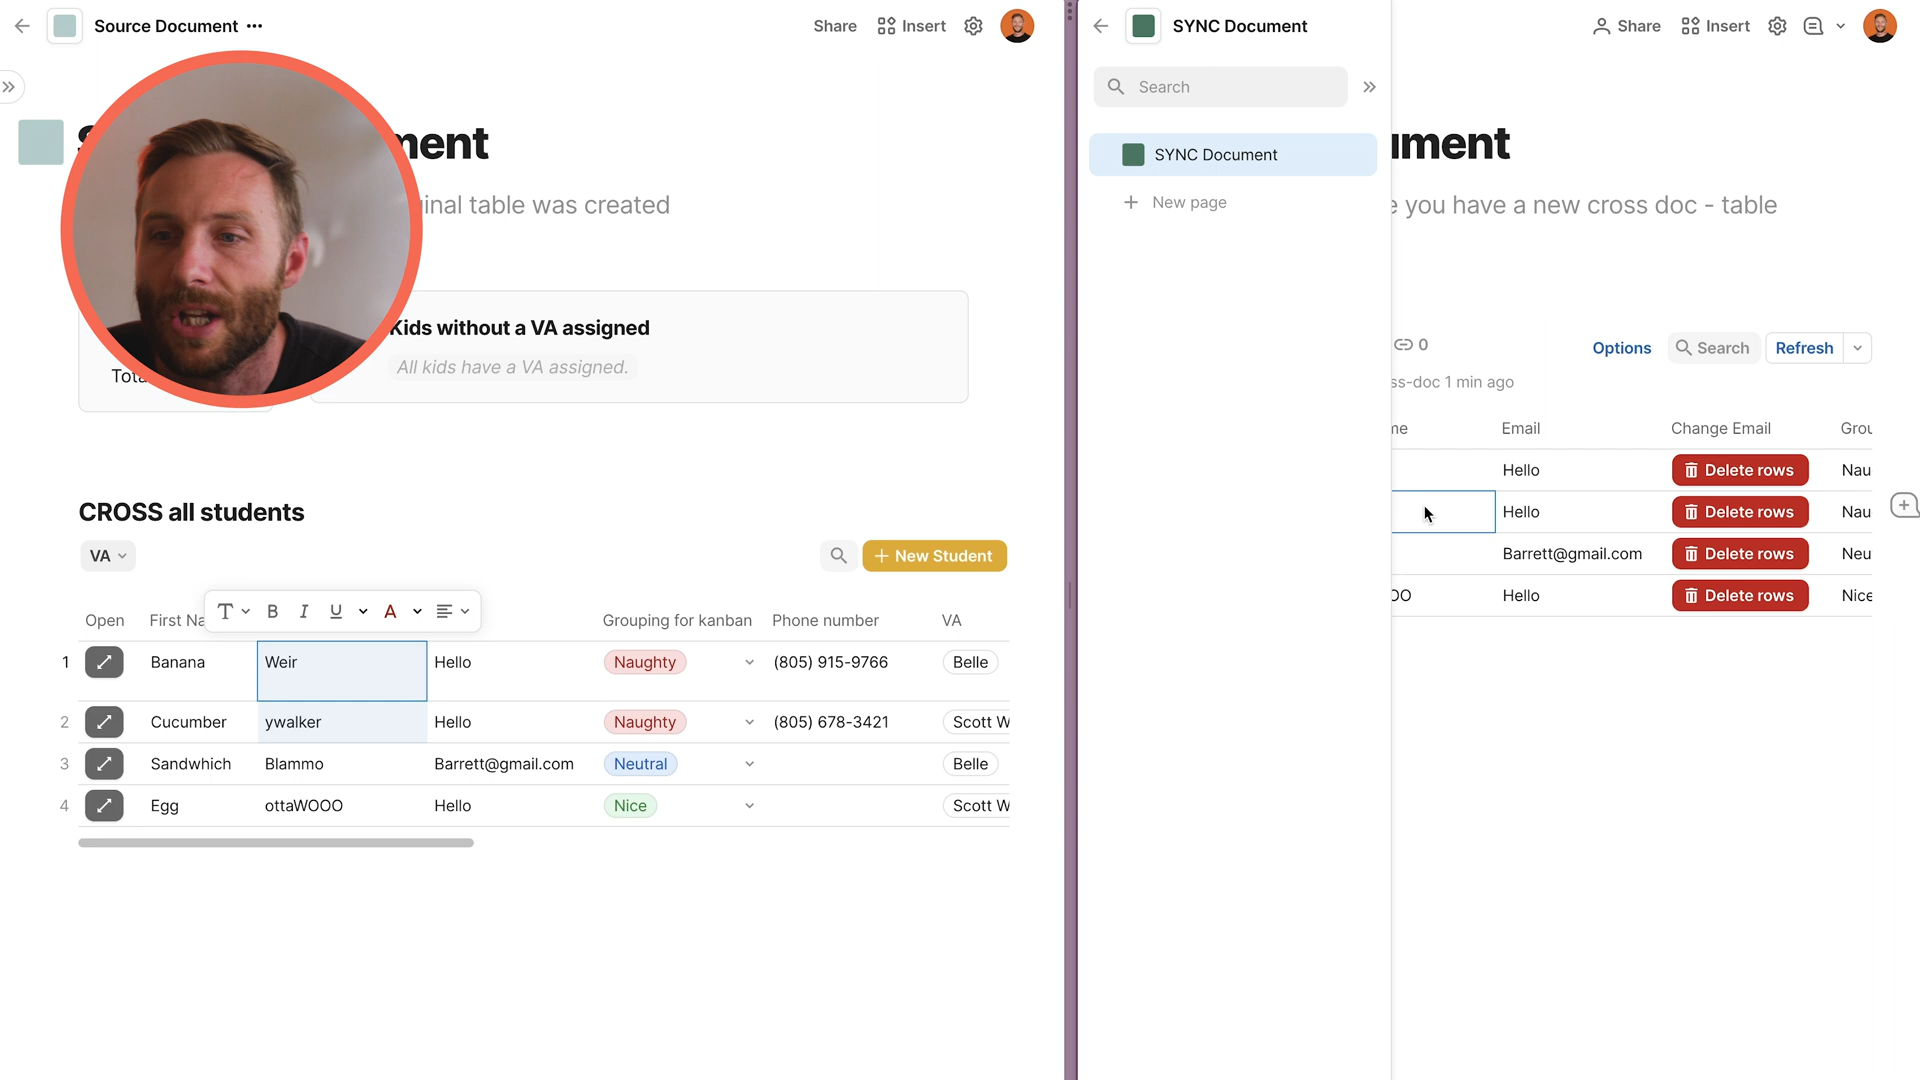 Source Document
Share
Insert
ment
inal table was created
Kids without a VA assigned
All kids have a VA assigned.
Tota
CROSS all students
VA
New Student
Open
First Na
T
B
I
U
A
Grouping for kanban
Phone number
VA
1
Banana
Weir
Hello
Naughty
(805) 915-9766
Belle
2
Cucumber
ywalker
Hello
Naughty
(805) 678-3421
Scott W
3
Sandwhich
Blammo
Barrett@gmail.com
Neutral
Belle
4
Egg
ottaWOOO
Hello
Nice
Scott W
SYNC Document
Search
SYNC Document
New page
Share
Insert
ument
e you have a new cross doc - table
0
Options
Search
Refresh
ss-doc 1 min ago
me
Email
Change Email
Grou
Hello
Delete rows
Nau
Hello
Delete rows
Nau
Barrett@gmail.com
Delete rows
Neu
OO
Hello
Delete rows
Nice